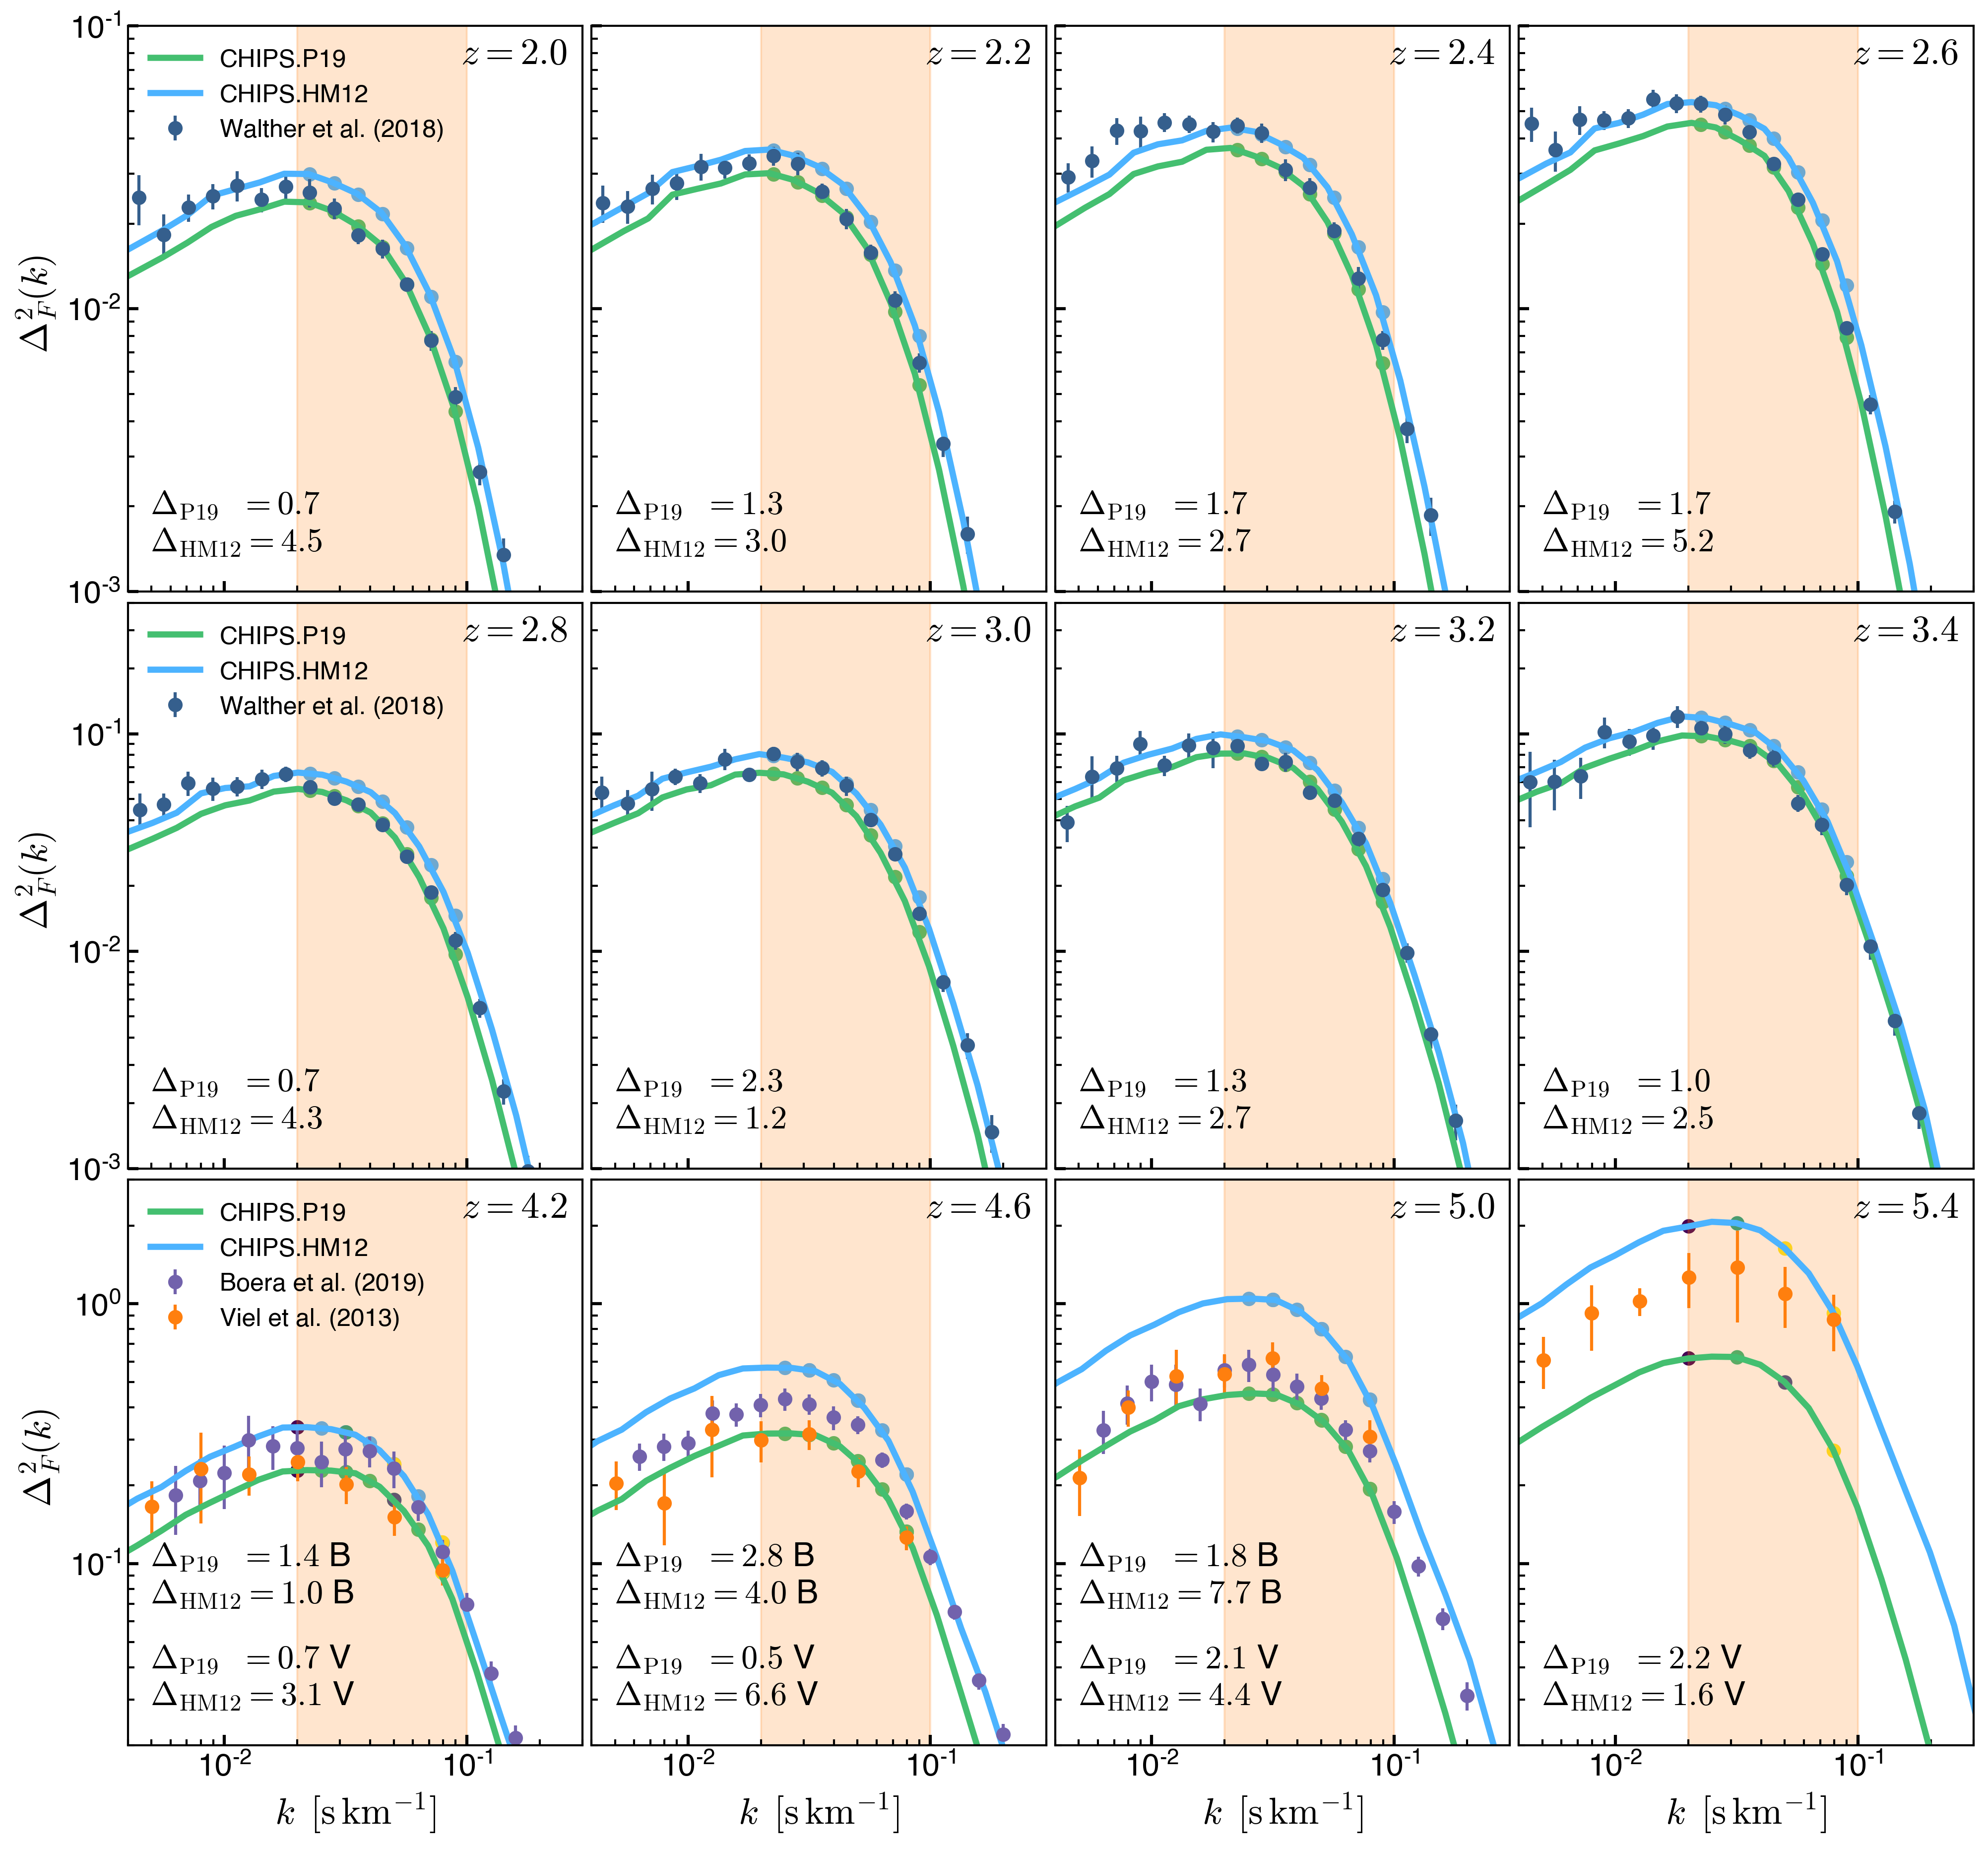 10^-1
CHIPS.P19
CHIPS.HM12
Walther et al. (2018)
z = 2.0
z = 2.2
z = 2.4
z = 2.6
Δ²_F(k)
10^-2
Δ_P19 = 0.7
Δ_HM12 = 4.5
Δ_P19 = 1.3
Δ_HM12 = 3.0
Δ_P19 = 1.7
Δ_HM12 = 2.7
Δ_P19 = 1.7
Δ_HM12 = 5.2
10^-3
CHIPS.P19
CHIPS.HM12
Walther et al. (2018)
z = 2.8
z = 3.0
z = 3.2
z = 3.4
10^-1
Δ²_F(k)
10^-2
Δ_P19 = 0.7
Δ_HM12 = 4.3
Δ_P19 = 2.3
Δ_HM12 = 1.2
Δ_P19 = 1.3
Δ_HM12 = 2.7
Δ_P19 = 1.0
Δ_HM12 = 2.5
10^-3
CHIPS.P19
CHIPS.HM12
Boera et al. (2019)
Viel et al. (2013)
z = 4.2
z = 4.6
z = 5.0
z = 5.4
10^0
Δ²_F(k)
10^-1
Δ_P19 = 1.4 B
Δ_HM12 = 1.0 B
Δ_P19 = 0.7 V
Δ_HM12 = 3.1 V
Δ_P19 = 2.8 B
Δ_HM12 = 4.0 B
Δ_P19 = 0.5 V
Δ_HM12 = 6.6 V
Δ_P19 = 1.8 B
Δ_HM12 = 7.7 B
Δ_P19 = 2.1 V
Δ_HM12 = 4.4 V
Δ_P19 = 2.2 V
Δ_HM12 = 1.6 V
10^-2 10^-1
10^-2 10^-1
10^-2 10^-1
10^-2 10^-1
k [s km^-1]
k [s km^-1]
k [s km^-1]
k [s km^-1]